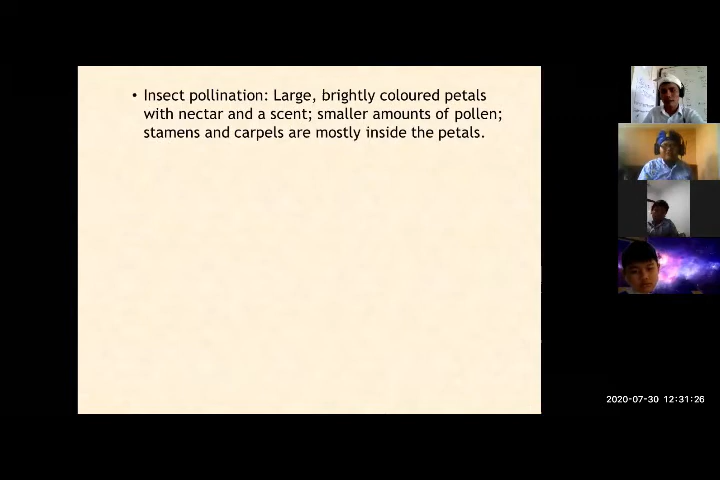 • Insect pollination: Large, brightly coloured petals
with nectar and a scent; smaller amounts of pollen;
stamens and carpels are mostly inside the petals.
2020-07-30 12:31:26